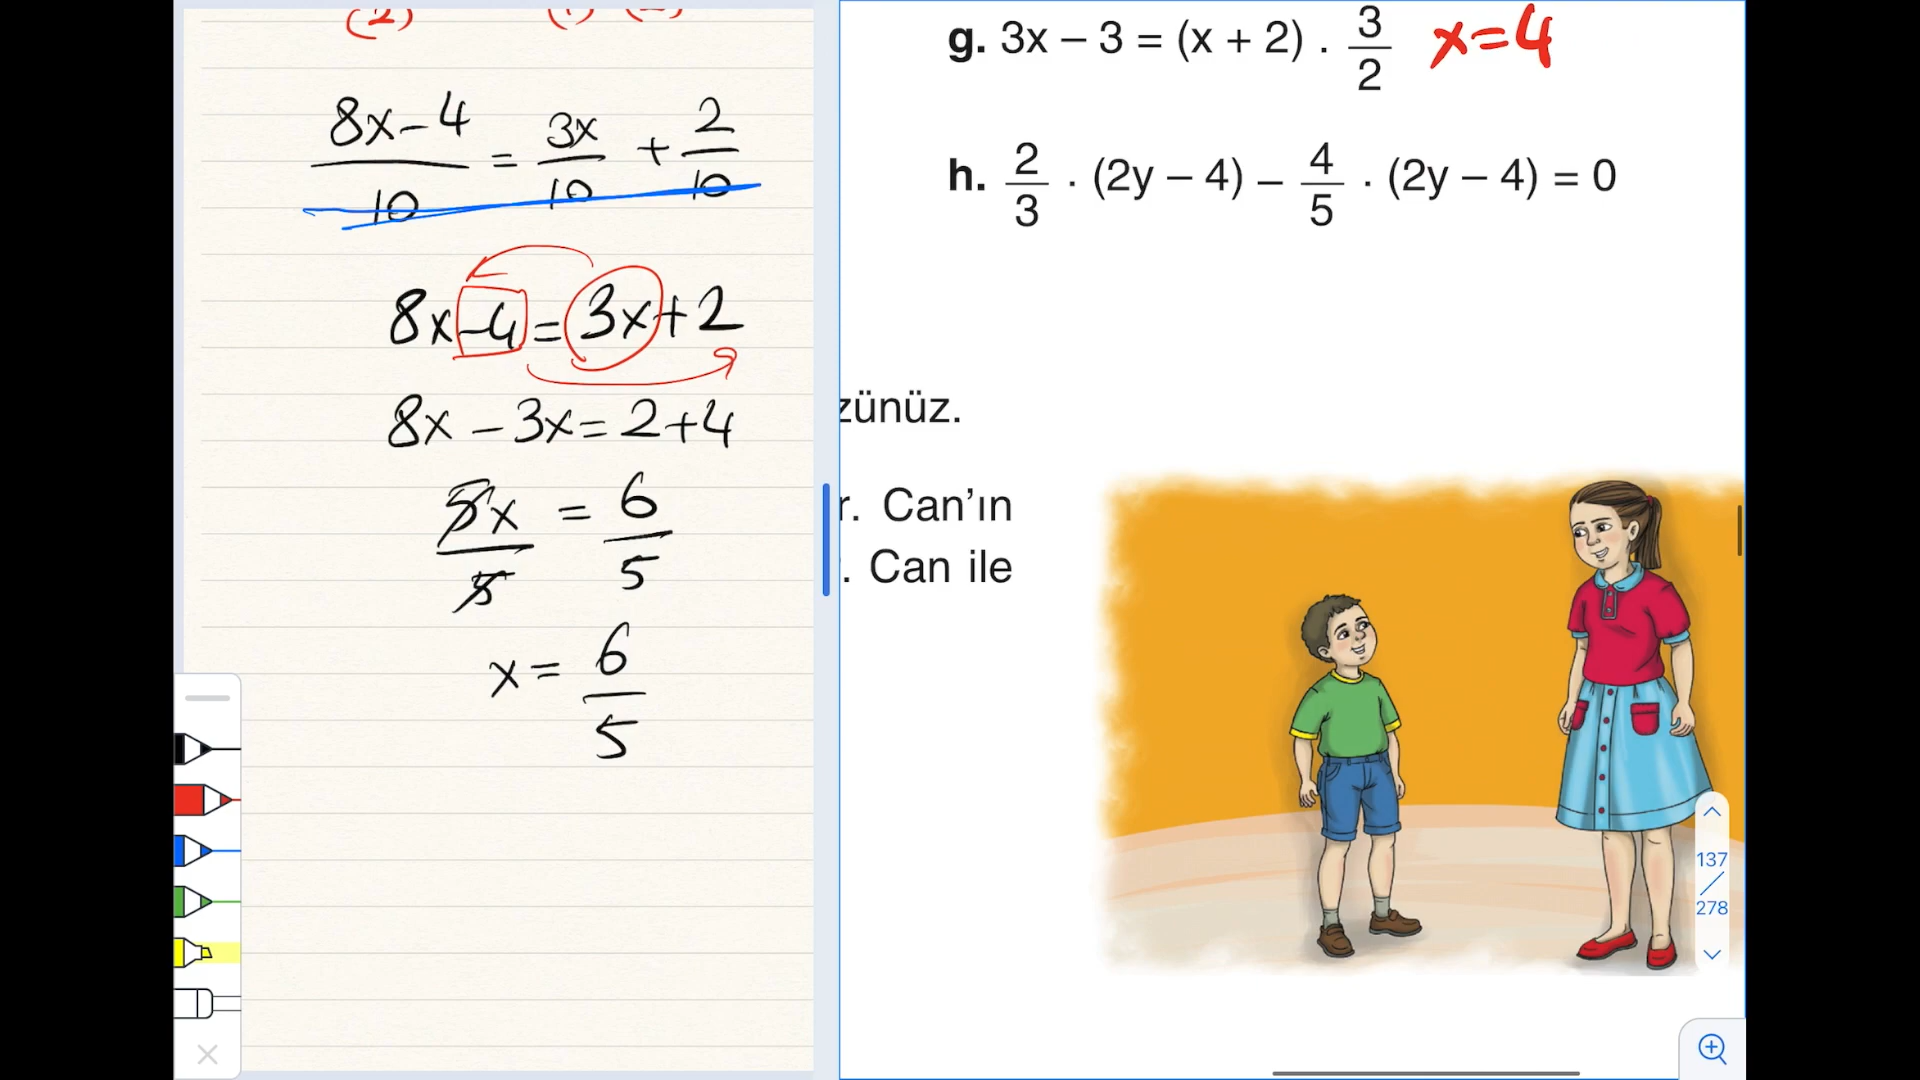 8x-4/10 = 3x/10 + 2/10
8x-4=3x+2
8x-3x=2+4
5x/5 = 6/5
x= 6/5
g. 3x – 3 = (x + 2) . 3/2 x=4
h. 2/3 · (2y – 4) – 4/5 · (2y – 4) = 0
zünüz.
r. Can’ın
. Can ile
137
/
278